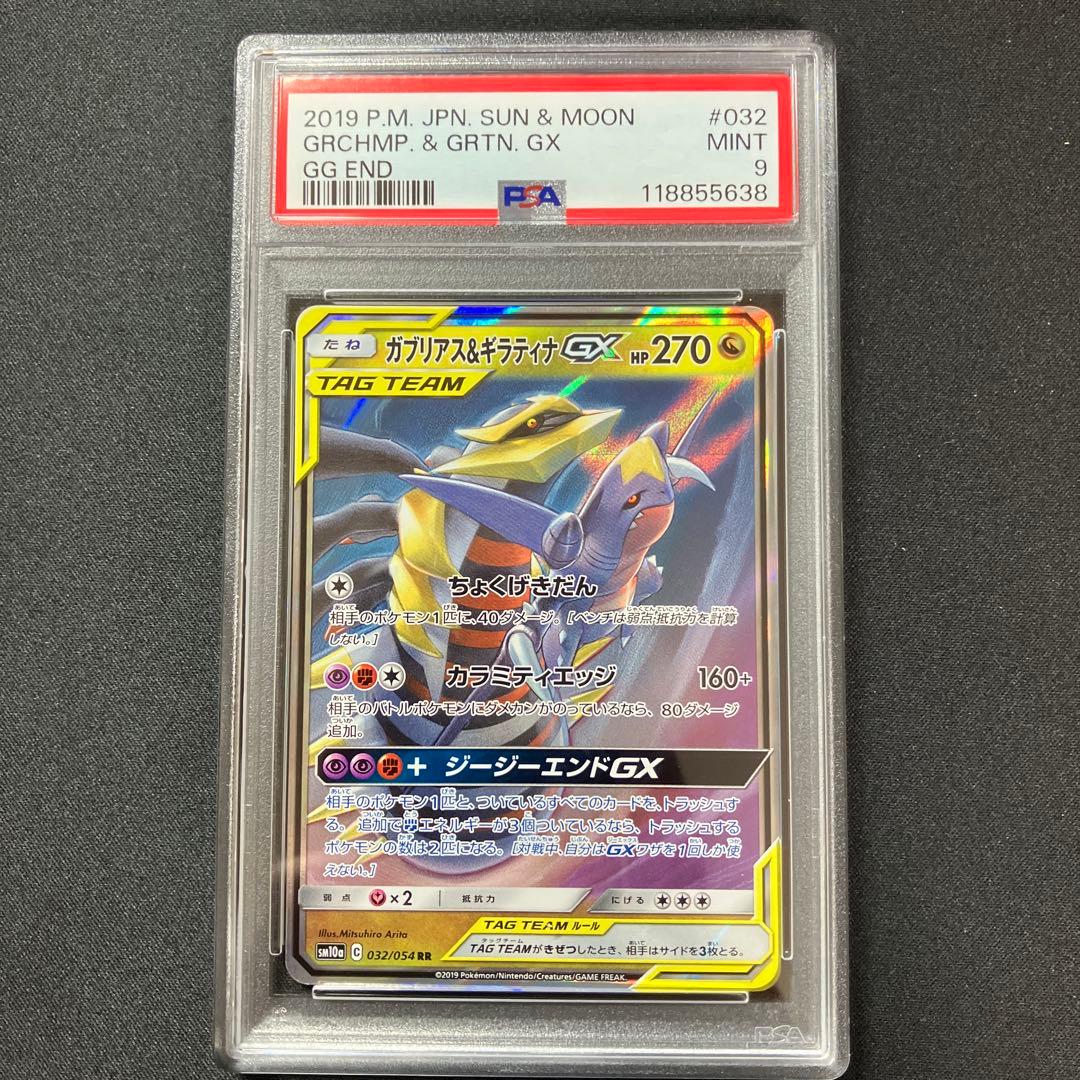 2019 P.M. JPN. SUN & MOON #032
GRCHMP. & GRTN. GX MINT
GG END 9
PSA 118855638
たね ガブリアス&ギラティナGX HP270
TAG TEAM
ちょくげきだん
相手のポケモン1匹に、40ダメージ。[ベンチは弱点・抵抗力を計算
しない。]
カラミティエッジ 160+
相手のバトルポケモンにダメカンがのっているなら、80ダメージ
追加。
+ ジージーエンドGX
相手のポケモン1匹と、ついているすべてのカードを、トラッシュす
る。追加でエネルギーが3個ついているなら、トラッシュする
ポケモンの数は2匹になる。[対戦中、自分はGXワザを1回しか使
えない。]
弱点 ×2 抵抗力 にげる
Illus.Mitsuhiro Arita
TAG TEAM ルール
TAG TEAMがきぜつしたとき、相手はサイドを3枚とる。
sm10a C 032/054 RR
©2019 Pokémon/Nintendo/Creatures/GAME FREAK.
PSA